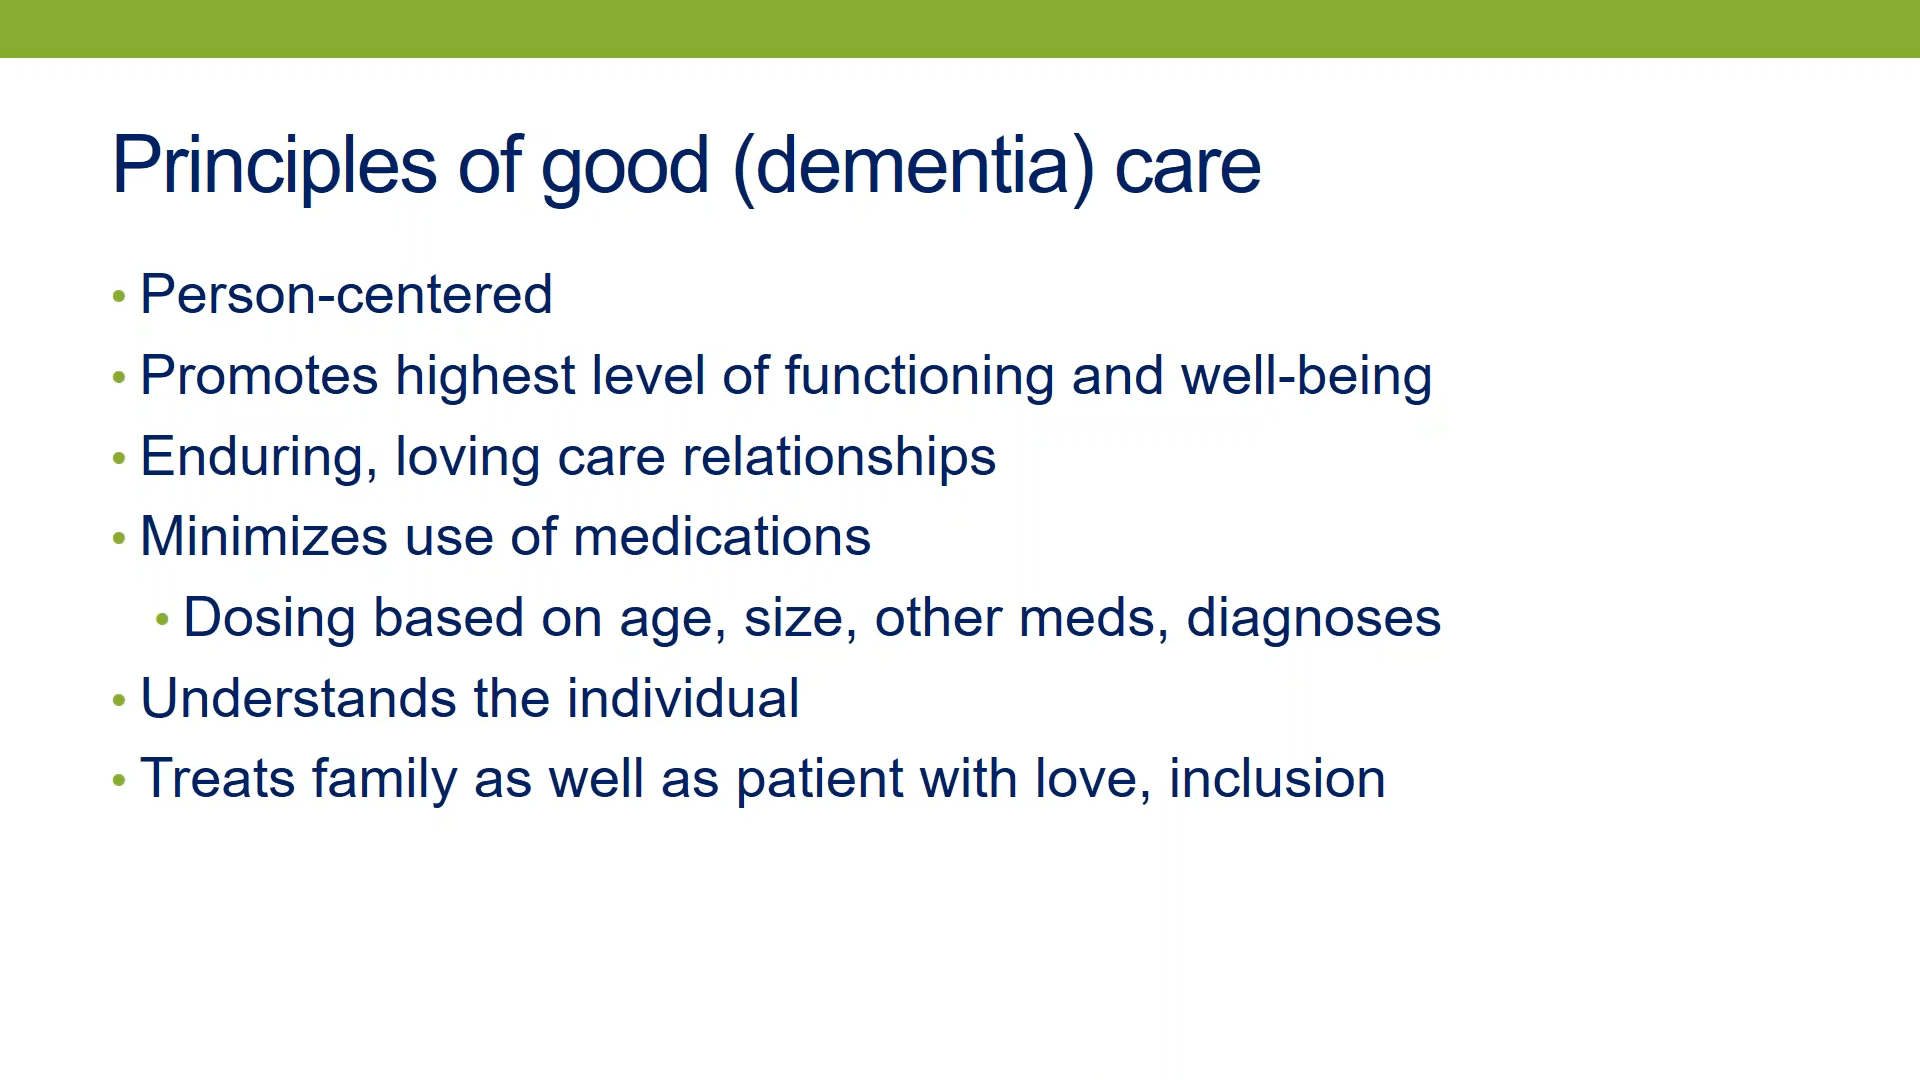 Principles of good (dementia) care
• Person-centered
• Promotes highest level of functioning and well-being
• Enduring, loving care relationships
• Minimizes use of medications
• Dosing based on age, size, other meds, diagnoses
• Understands the individual
• Treats family as well as patient with love, inclusion